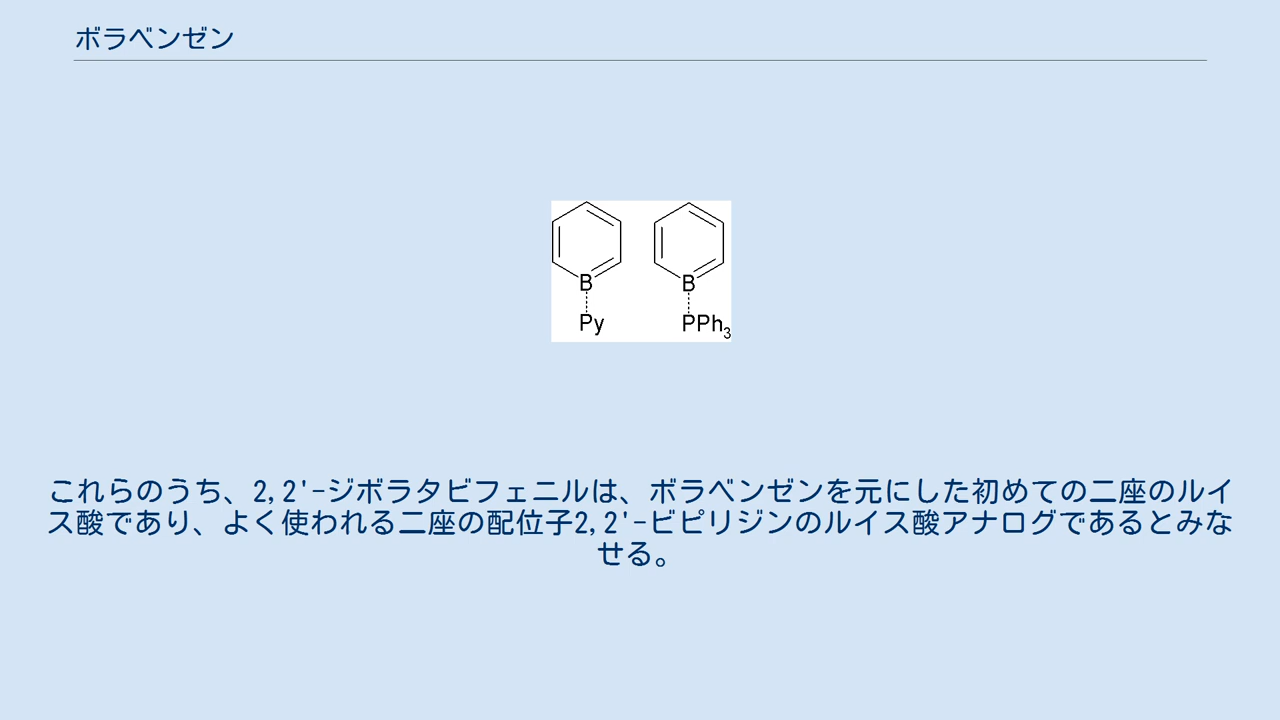 ボラベンゼン
B
B
Py
PPh3
これらのうち、2,2'-ジボラタビフェニルは、ボラベンゼンを元にした初めての二座のルイ
ス酸であり、よく使われる二座の配位子2,2'-ビピリジンのルイス酸アナログであるとみな
せる。